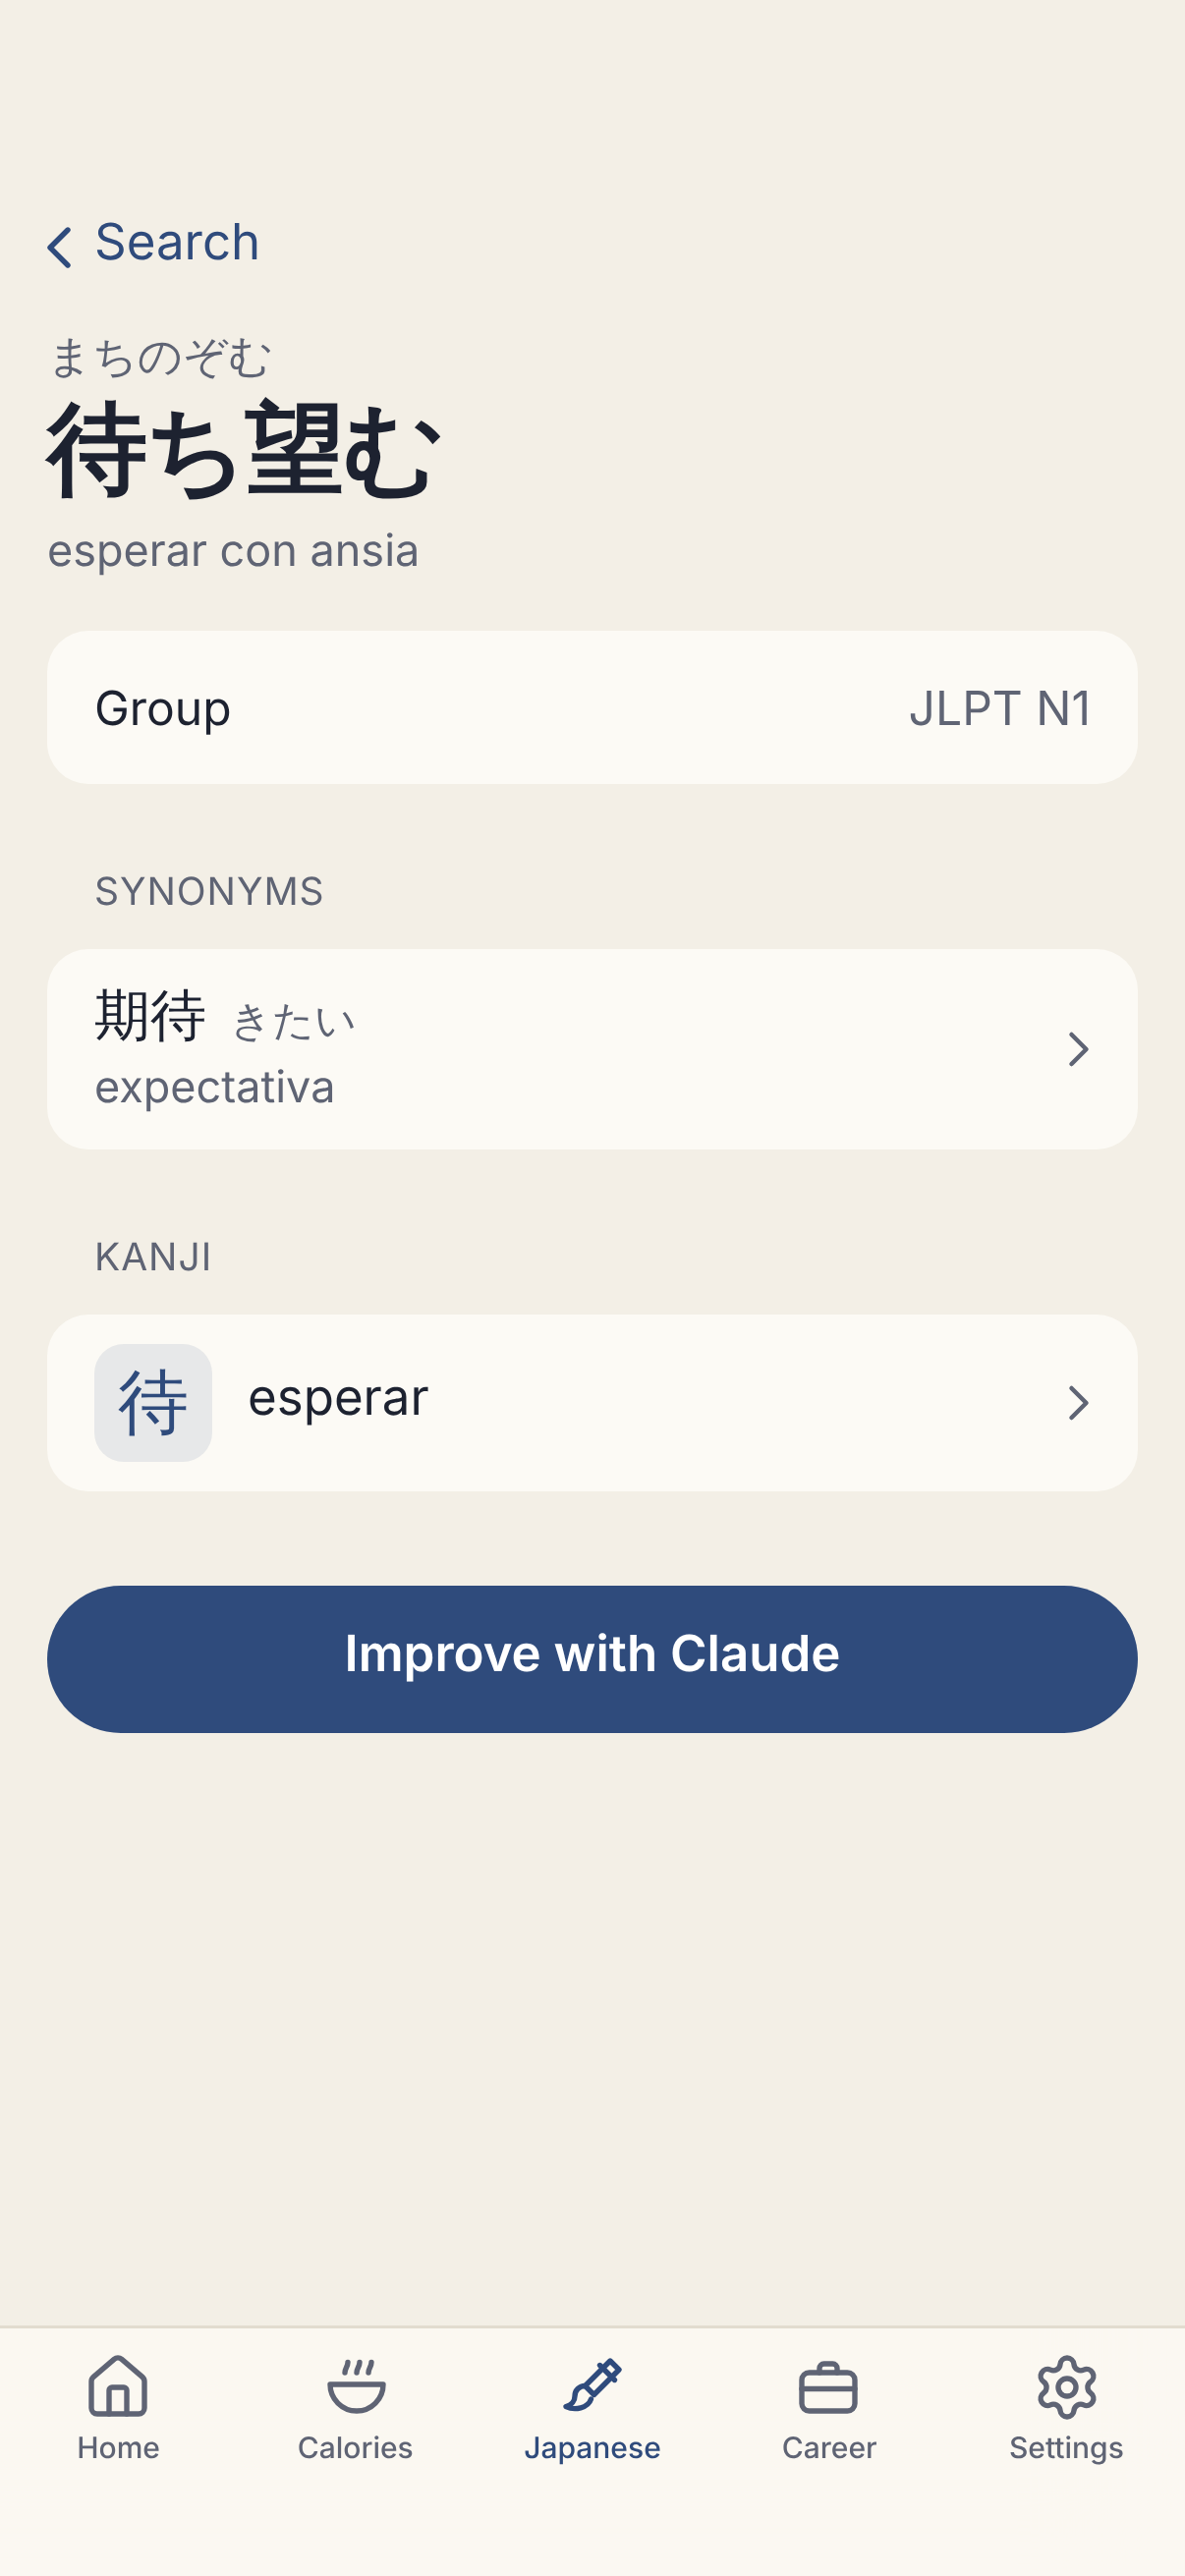 Search
まちのぞむ
待ち望む
esperar con ansia
Group JLPT N1
SYNONYMS
期待 きたい
expectativa
KANJI
待 esperar
Improve with Claude
Home Calories Japanese Career Settings